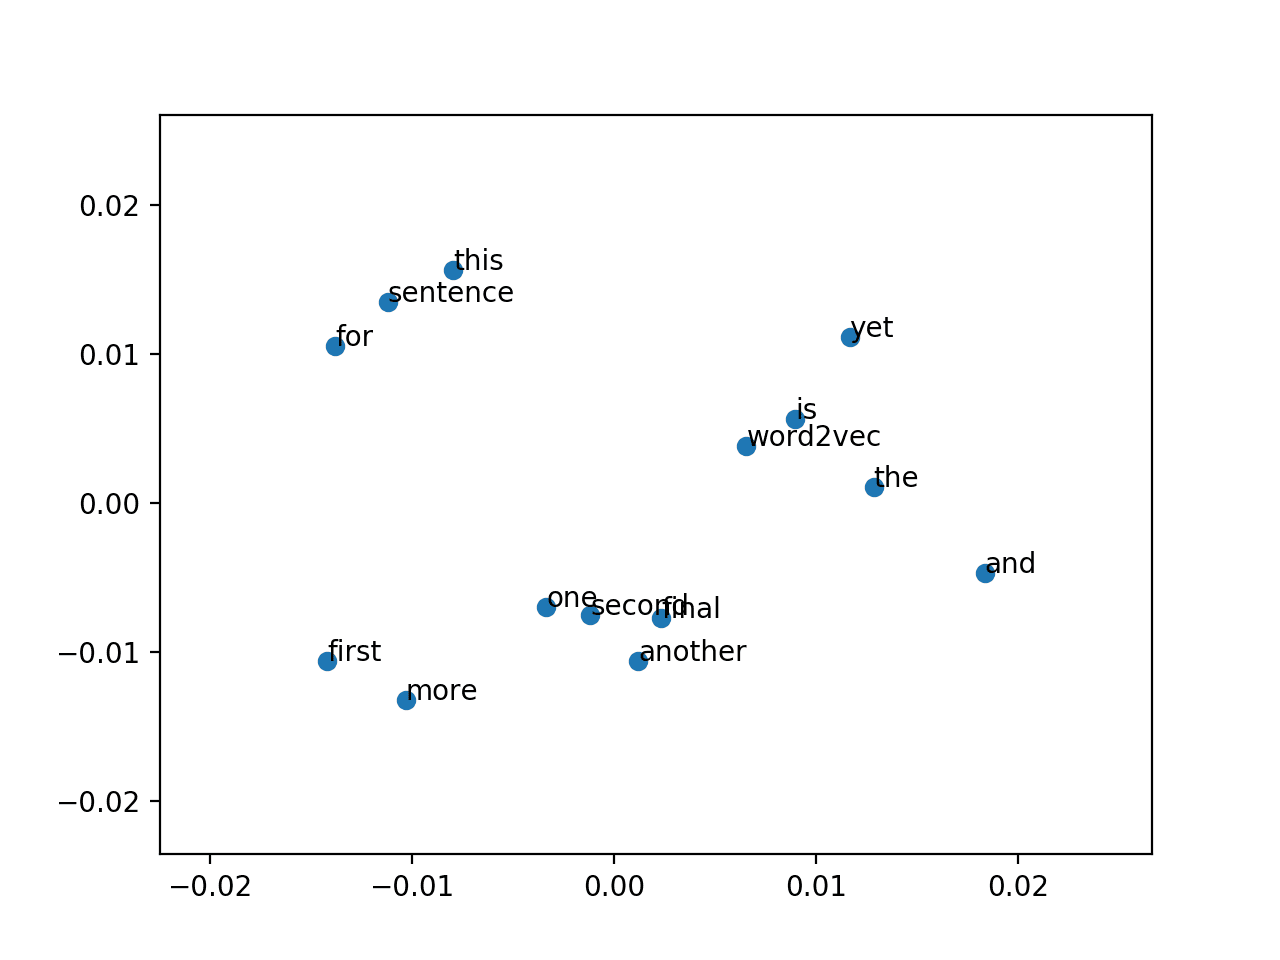 0.02
this
sentence
yet
for
0.01
is
word2vec
the
0.00
and
one
second
final
first
another
−0.01
more
−0.02
−0.02
−0.01
0.00
0.01
0.02